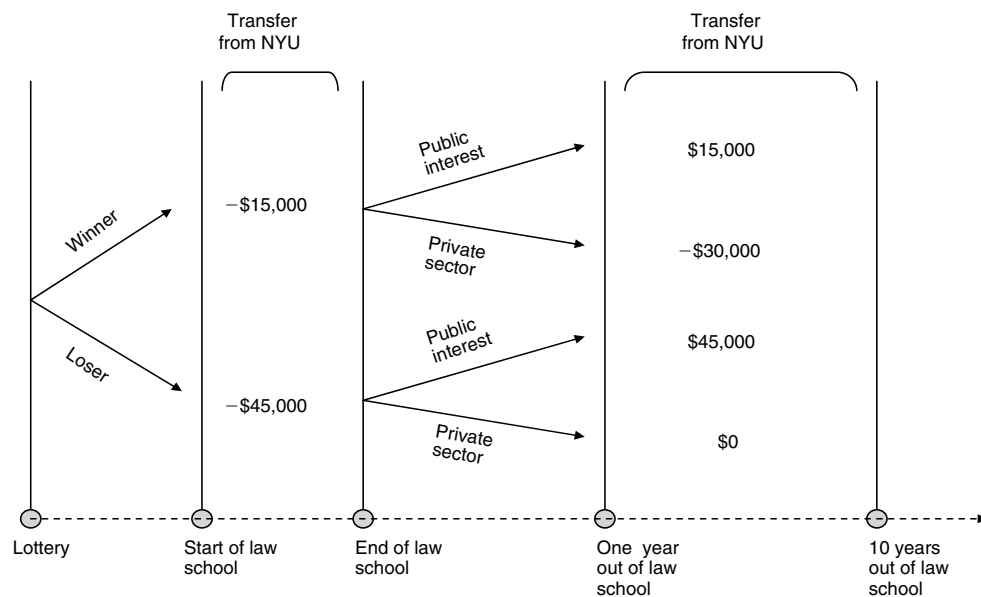 Transfer
from NYU
Transfer
from NYU
Winner
Loser
−$15,000
−$45,000
Public
interest
Private
sector
Public
interest
Private
sector
$15,000
−$30,000
$45,000
$0
Lottery
Start of law
school
End of law
school
One year
out of law
school
10 years
out of law
school